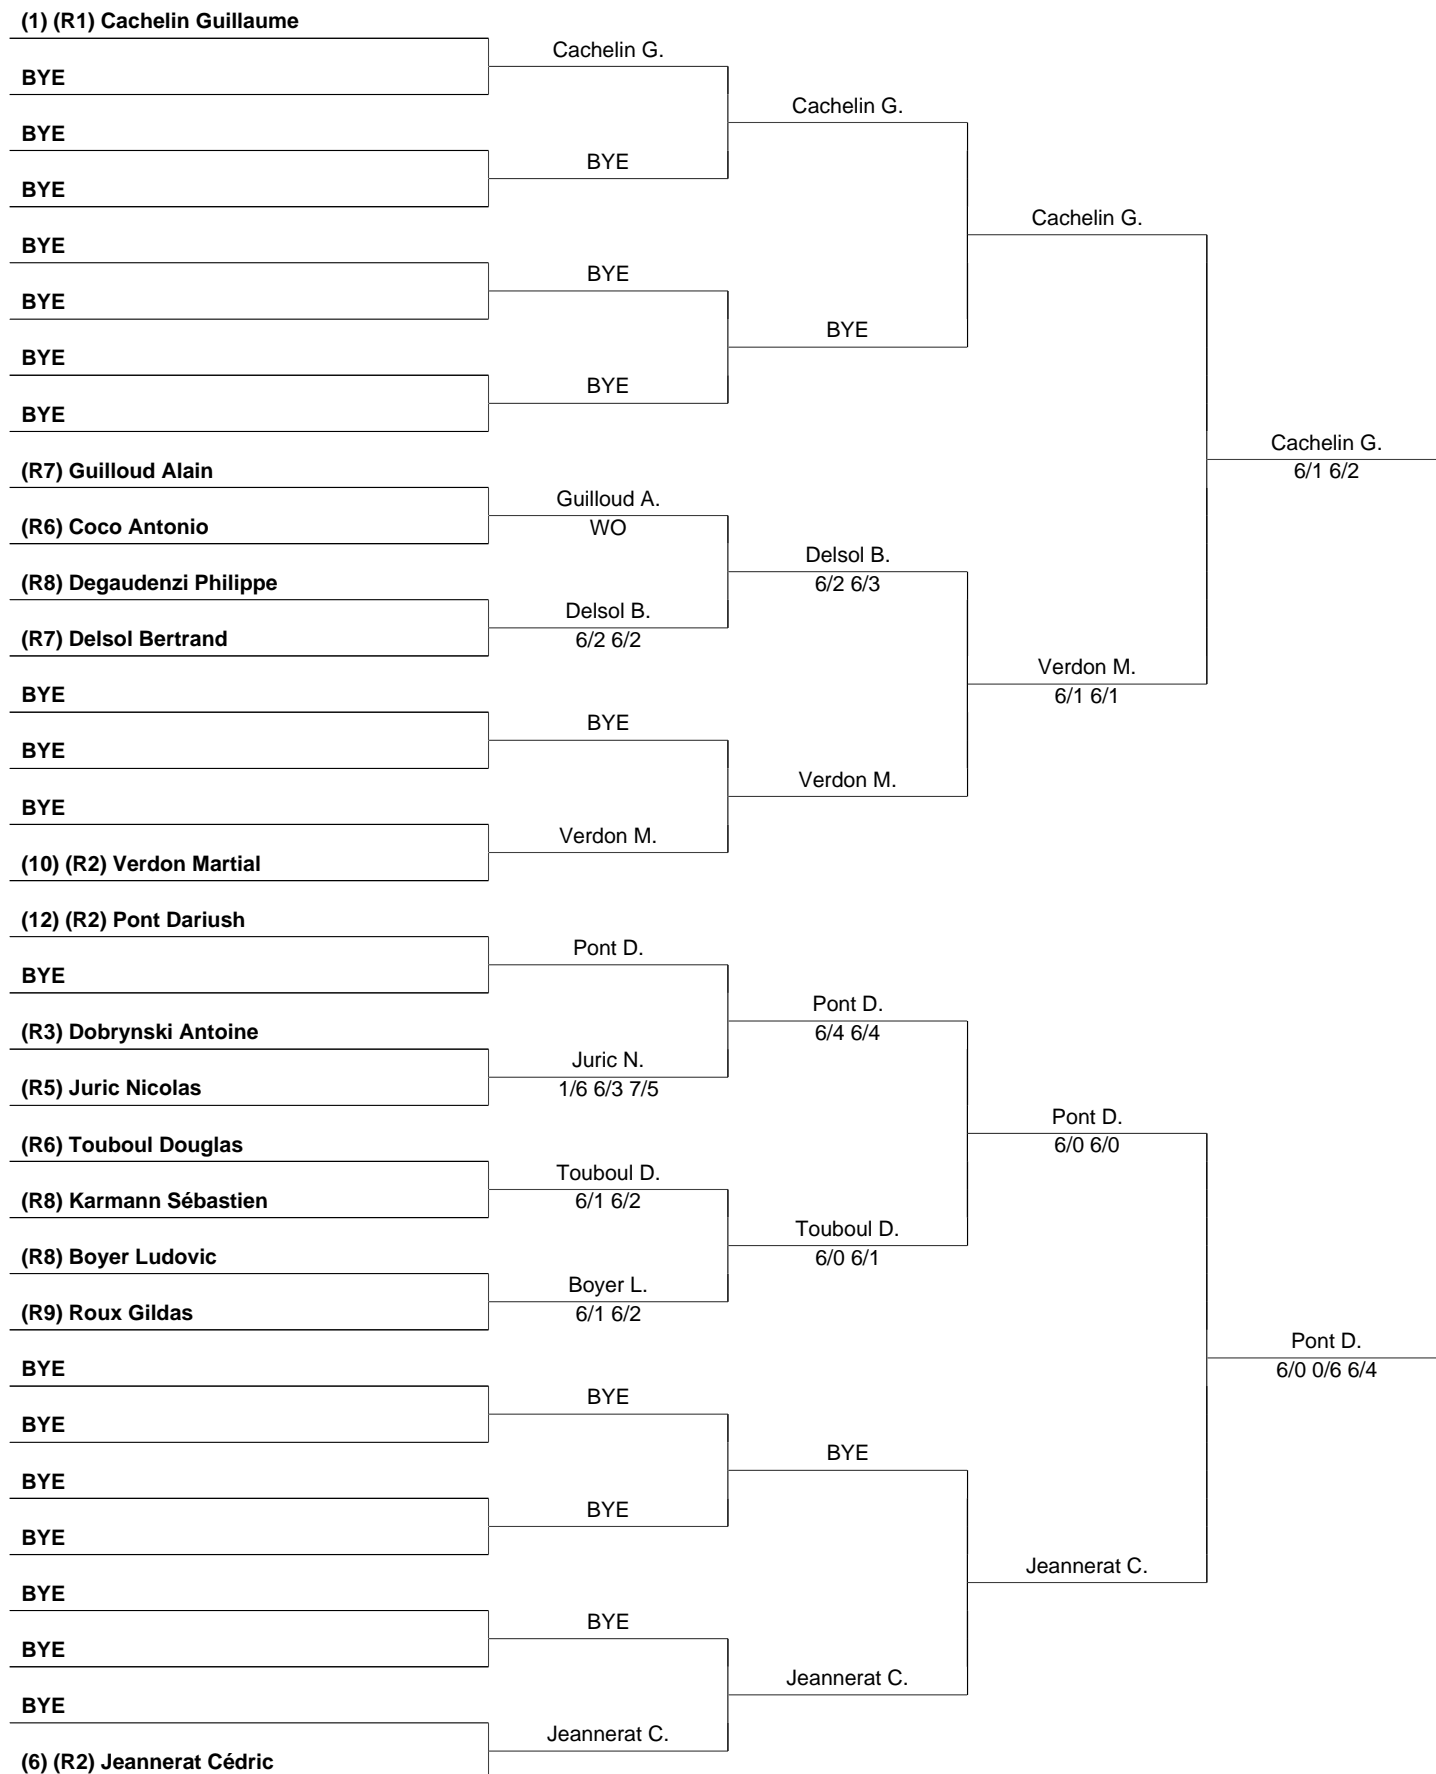 (1) (R1) Cachelin Guillaume
Cachelin G.
BYE
Cachelin G.
BYE
BYE
BYE
Cachelin G.
BYE
BYE
BYE
BYE
BYE
BYE
BYE
Cachelin G.
6/1 6/2
(R7) Guilloud Alain
Guilloud A.
WO
(R6) Coco Antonio
Delsol B.
6/2 6/3
(R8) Degaudenzi Philippe
Delsol B.
6/2 6/2
(R7) Delsol Bertrand
Verdon M.
6/1 6/1
BYE
BYE
BYE
Verdon M.
BYE
Verdon M.
(10) (R2) Verdon Martial
(12) (R2) Pont Dariush
Pont D.
BYE
Pont D.
6/4 6/4
(R3) Dobrynski Antoine
Juric N.
1/6 6/3 7/5
(R5) Juric Nicolas
Pont D.
6/0 6/0
(R6) Touboul Douglas
Touboul D.
6/1 6/2
(R8) Karmann Sébastien
Touboul D.
6/0 6/1
(R8) Boyer Ludovic
Boyer L.
6/1 6/2
(R9) Roux Gildas
Pont D.
6/0 0/6 6/4
BYE
BYE
BYE
BYE
BYE
BYE
BYE
Jeannerat C.
BYE
BYE
BYE
Jeannerat C.
BYE
Jeannerat C.
(6) (R2) Jeannerat Cédric